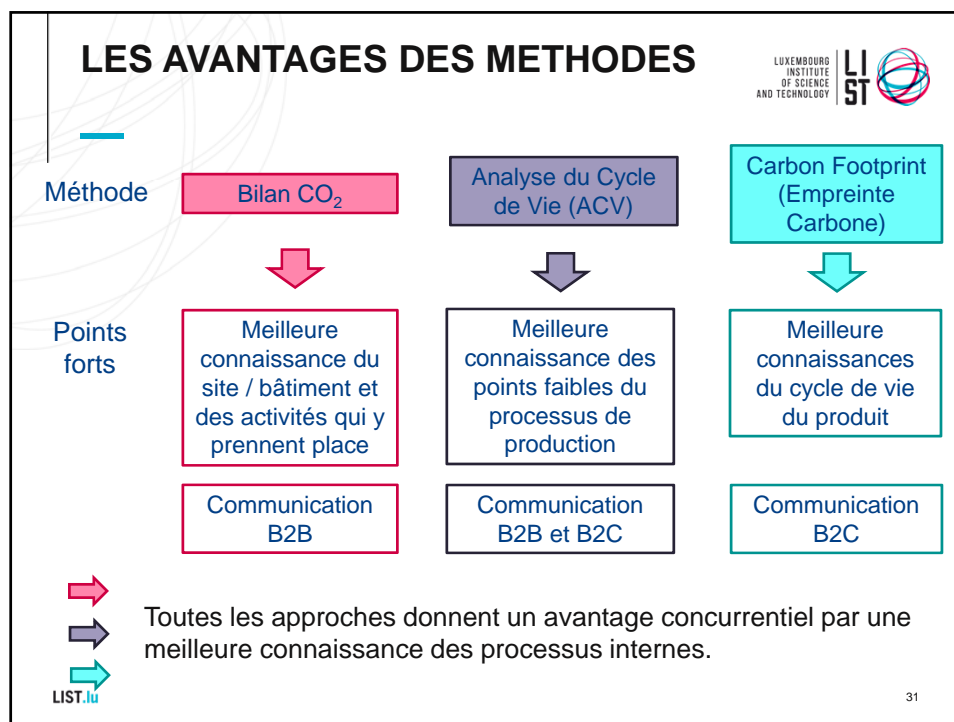 LES AVANTAGES DES METHODES
LUXEMBOURG
INSTITUTE
OF SCIENCE
AND TECHNOLOGY
LI
ST
Méthode
Bilan CO₂
Analyse du Cycle
de Vie (ACV)
Carbon Footprint
(Empreinte
Carbone)
Points
forts
Meilleure
connaissance du
site / bâtiment et
des activités qui y
prennent place
Meilleure
connaissance des
points faibles du
processus de
production
Meilleure
connaissances
du cycle de vie
du produit
Communication
B2B
Communication
B2B et B2C
Communication
B2C
Toutes les approches donnent un avantage concurrentiel par une
meilleure connaissance des processus internes.
LIST.lu
31